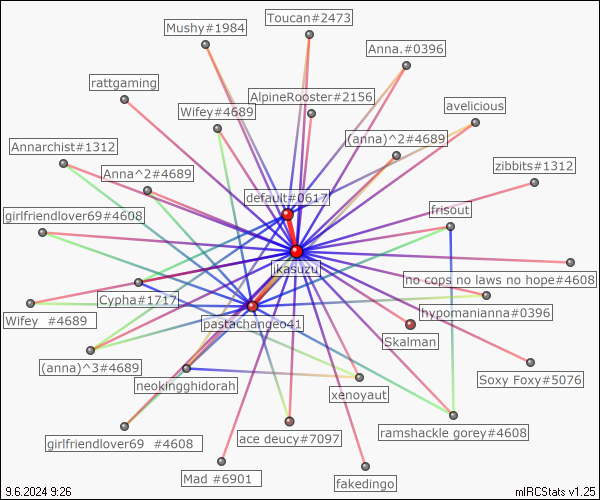 Toucan#2473
Mushy#1984
Anna.#0396
rattgaming
AlpineRooster#2156
avelicious
Wifey#4689
(anna)^2#4689
Annarchist#1312
zibbits#1312
Anna^2#4689
default#0617
girlfriendlover69#4608
frisout
ikasuzu
no cops no laws no hope#4608
Cypha#1717
hypomanianna#0396
Wifey  #4689
pastachangeo41
Skalman
(anna)^3#4689
neokingghidorah
Soxy Foxy#5076
xenoyaut
girlfriendlover69  #4608
ace deucy#7097
ramshackle gorey#4608
Mad #6901
fakedingo
9.6.2024 9:26
mIRCStats v1.25